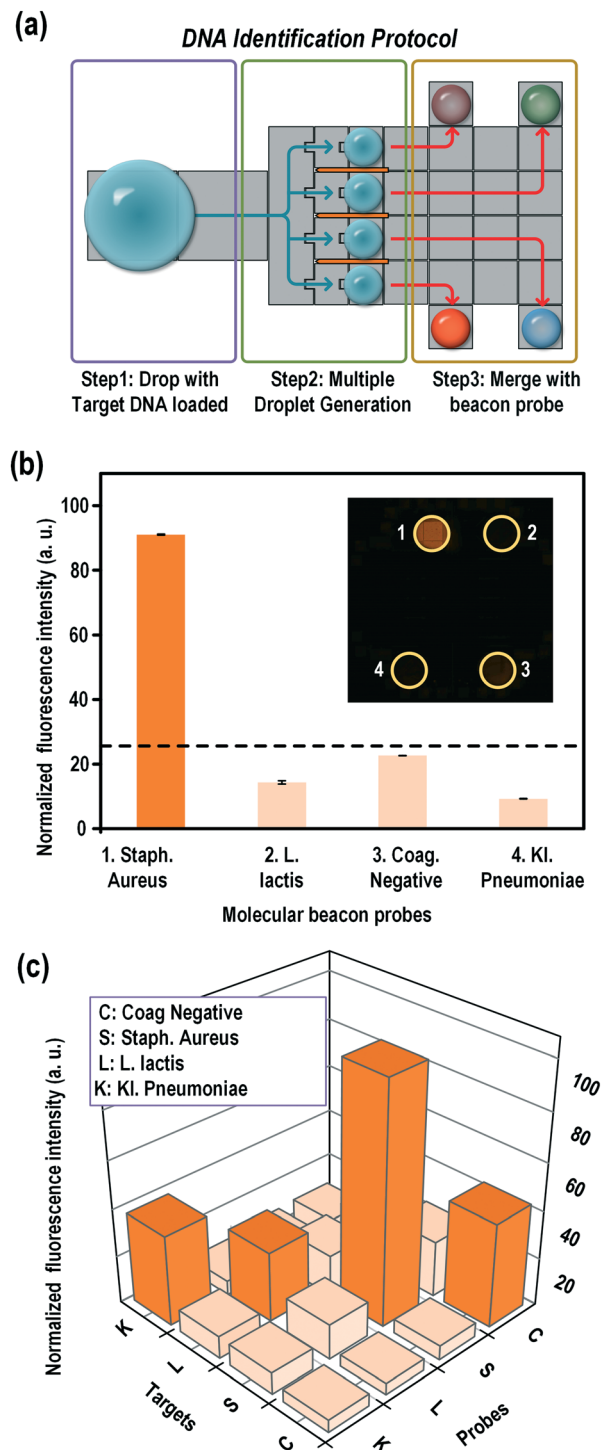 (a)
DNA Identification Protocol
Step1: Drop with
Target DNA loaded
Step2: Multiple
Droplet Generation
Step3: Merge with
beacon probe
(b)
Normalized fluorescence intensity (a. u.)
100
80
60
40
20
0
1
2
4
3
1. Staph.
Aureus
2. L.
lactis
3. Coag.
Negative
4. Kl.
Pneumoniae
Molecular beacon probes
(c)
C: Coag Negative
S: Staph. Aureus
L: L. lactis
K: Kl. Pneumoniae
Normalized fluorescence intensity (a. u.)
100
80
60
40
20
K
L
S
C
Targets
K
L
S
C
Probes